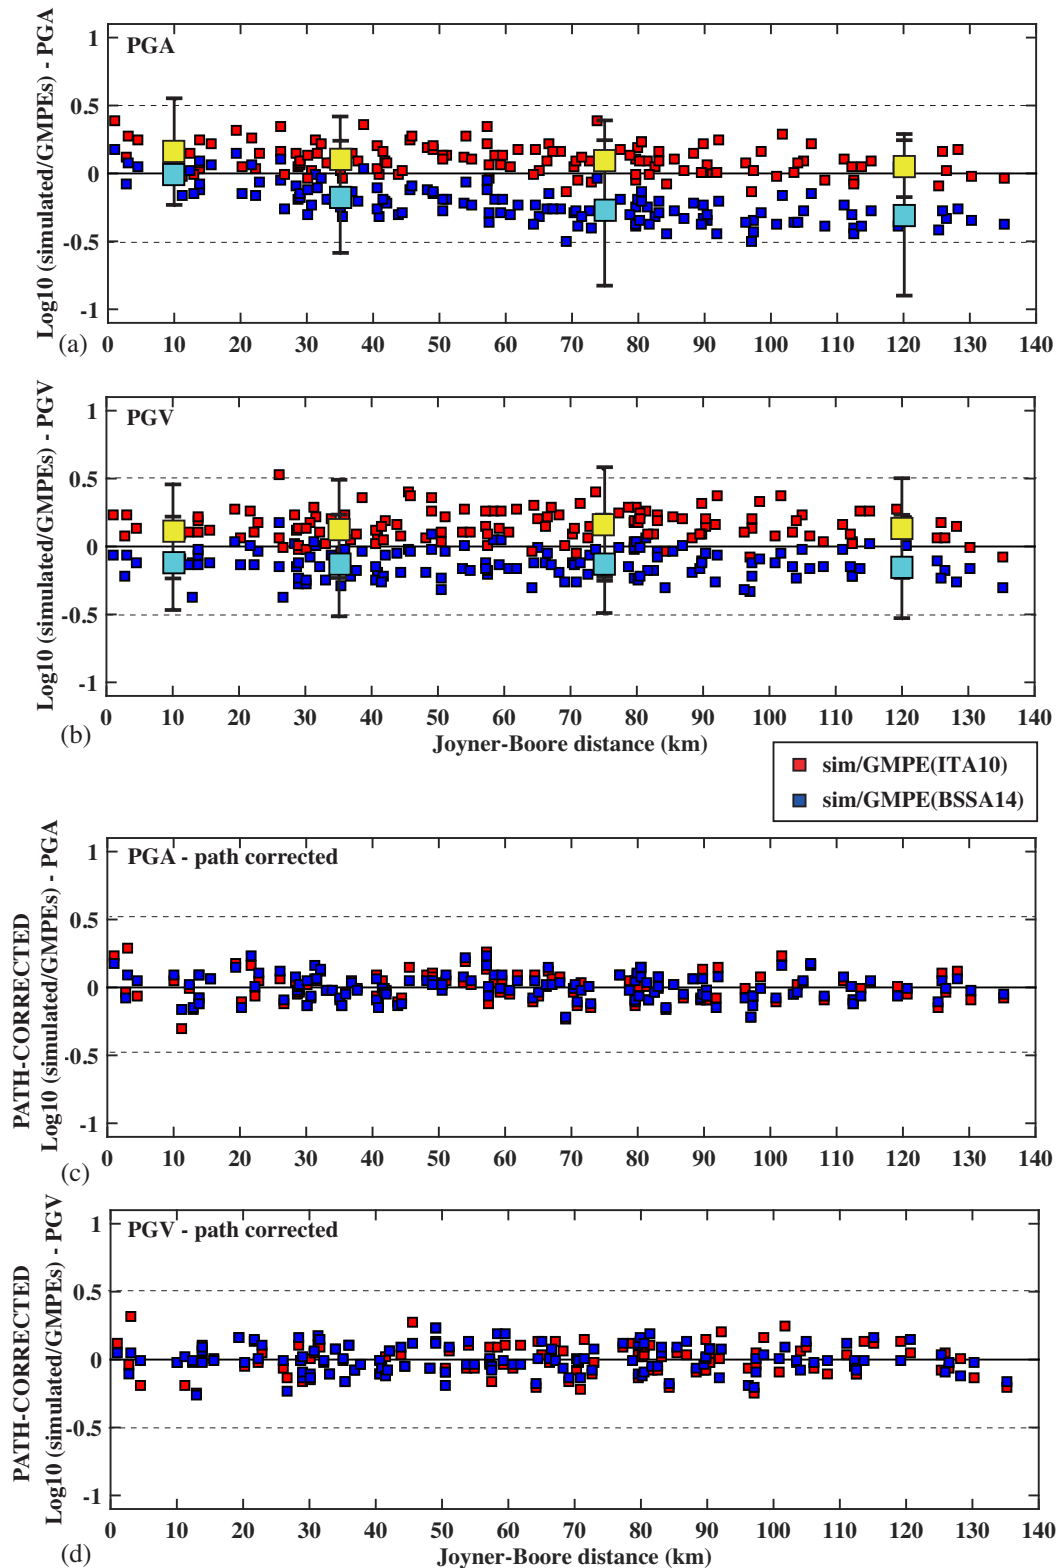 Log10 (simulated/GMPEs) - PGA
PGA
1
0.5
0
-0.5
-1
0 10 20 30 40 50 60 70 80 90 100 110 120 130 140
(a)
Log10 (simulated/GMPEs) - PGV
PGV
1
0.5
0
-0.5
-1
0 10 20 30 40 50 60 70 80 90 100 110 120 130 140
(b)
Joyner-Boore distance (km)
sim/GMPE(ITA10)
sim/GMPE(BSSA14)
PATH-CORRECTED
Log10 (simulated/GMPEs) - PGA
PGA - path corrected
1
0.5
0
-0.5
-1
0 10 20 30 40 50 60 70 80 90 100 110 120 130 140
(c)
PATH-CORRECTED
Log10 (simulated/GMPEs) - PGV
PGV - path corrected
1
0.5
0
-0.5
-1
0 10 20 30 40 50 60 70 80 90 100 110 120 130 140
(d)
Joyner-Boore distance (km)